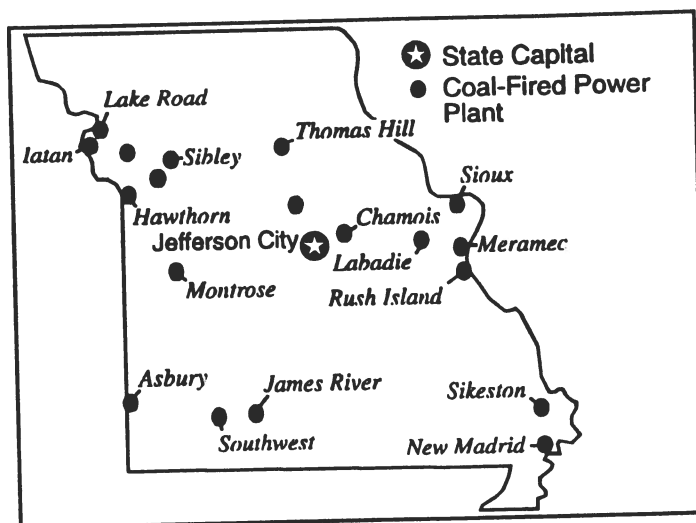 State Capital
Coal-Fired Power
Plant
Lake Road
Iatan
Sibley
Thomas Hill
Sioux
Hawthorn
Chamois
Jefferson City
Labadie
Meramec
Montrose
Rush Island
Asbury
James River
Southwest
Sikeston
New Madrid